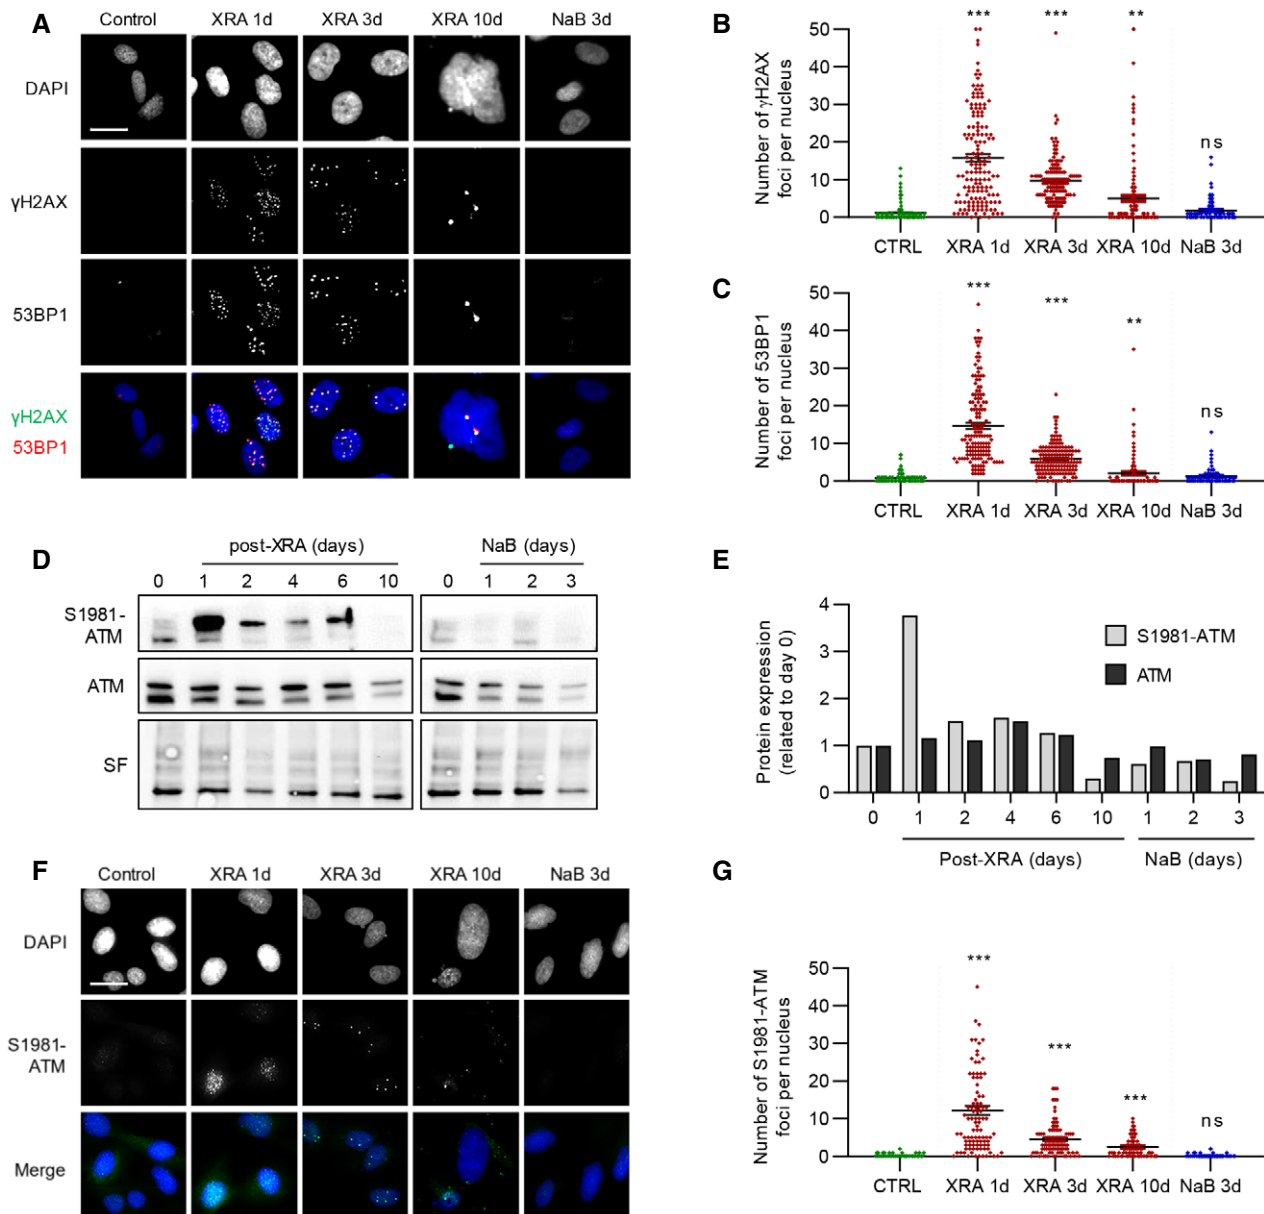 A
Control XRA 1d XRA 3d XRA 10d NaB 3d
DAPI
γH2AX
53BP1
γH2AX
53BP1
B
*** *** **
50
40
30
20
10
0
Number of γH2AX
foci per nucleus
ns
CTRL XRA 1d XRA 3d XRA 10d NaB 3d
C
*** *** **
50
40
30
20
10
0
Number of 53BP1
foci per nucleus
ns
CTRL XRA 1d XRA 3d XRA 10d NaB 3d
D
post-XRA (days) NaB (days)
0 1 2 4 6 10 0 1 2 3
S1981-
ATM
ATM
SF
E
4
3
2
1
0
Protein expression
(related to day 0)
S1981-ATM
ATM
0 1 2 4 6 10 1 2 3
Post-XRA (days) NaB (days)
F
Control XRA 1d XRA 3d XRA 10d NaB 3d
DAPI
S1981-
ATM
Merge
G
*** *** ***
50
40
30
20
10
0
Number of S1981-ATM
foci per nucleus
ns
CTRL XRA 1d XRA 3d XRA 10d NaB 3d